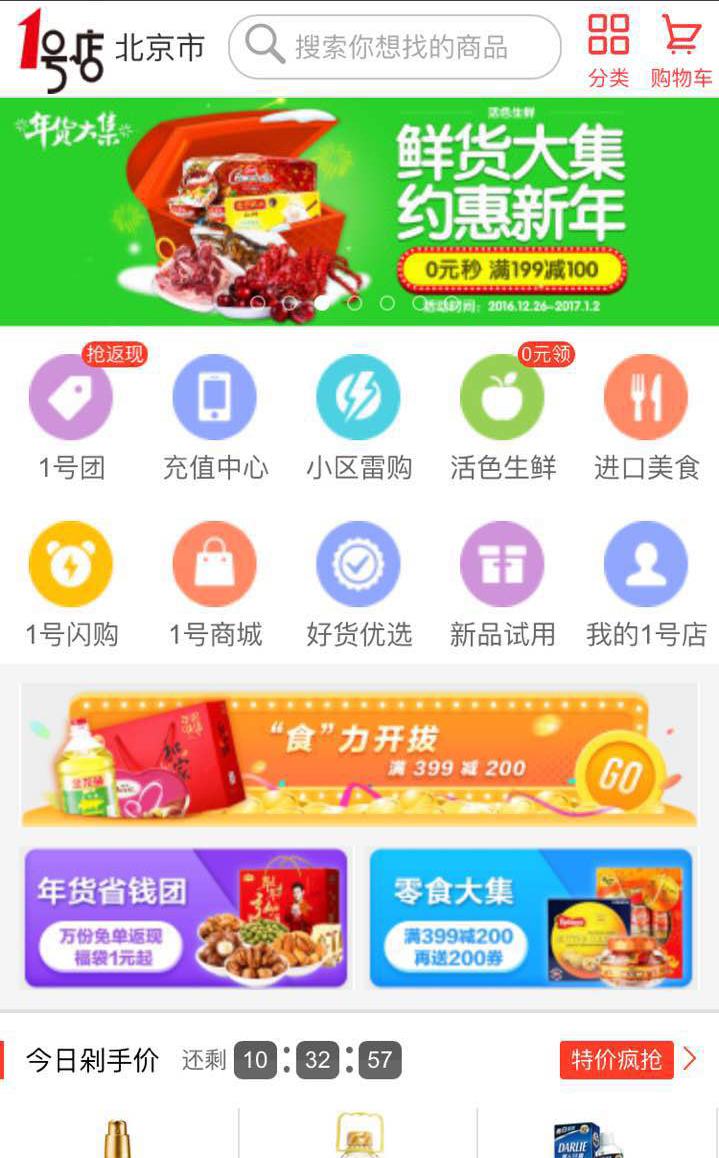 1号店
北京市
搜索你想找的商品
分类
购物车
年货大集
活色生鲜
鲜货大集
约惠新年
0元秒 满199减100
活动时间：2016.12.26-2017.1.2
抢返现
0元领
1号团
充值中心
小区雷购
活色生鲜
进口美食
1号闪购
1号商城
好货优选
新品试用
我的1号店
“食”力开拔
满 399 减 200
GO
年货省钱团
万份免单返现
福袋1元起
零食大集
满399减200
再送200券
今日剁手价
还剩 10 : 32 : 57
特价疯抢
DARLIE